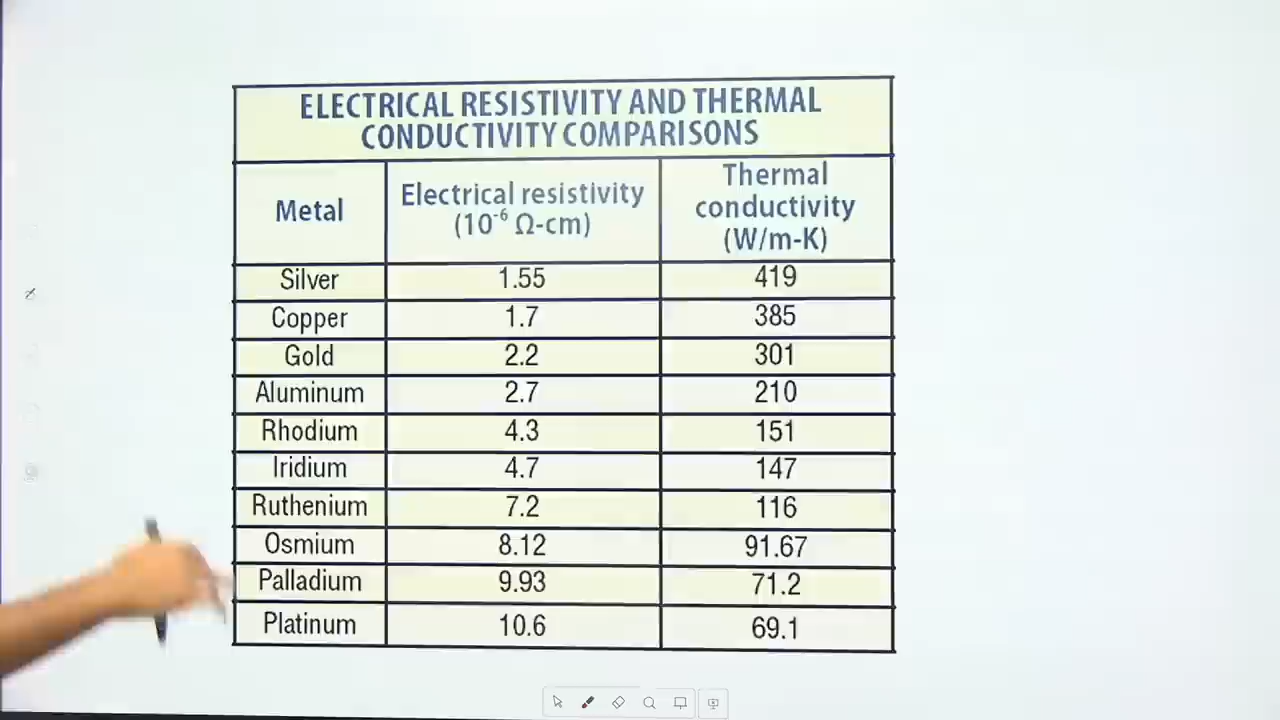 ELECTRICAL RESISTIVITY AND THERMAL
CONDUCTIVITY COMPARISONS
Metal
Electrical resistivity
(10⁻⁶ Ω-cm)
Thermal
conductivity
(W/m-K)
Silver 1.55 419
Copper 1.7 385
Gold 2.2 301
Aluminum 2.7 210
Rhodium 4.3 151
Iridium 4.7 147
Ruthenium 7.2 116
Osmium 8.12 91.67
Palladium 9.93 71.2
Platinum 10.6 69.1